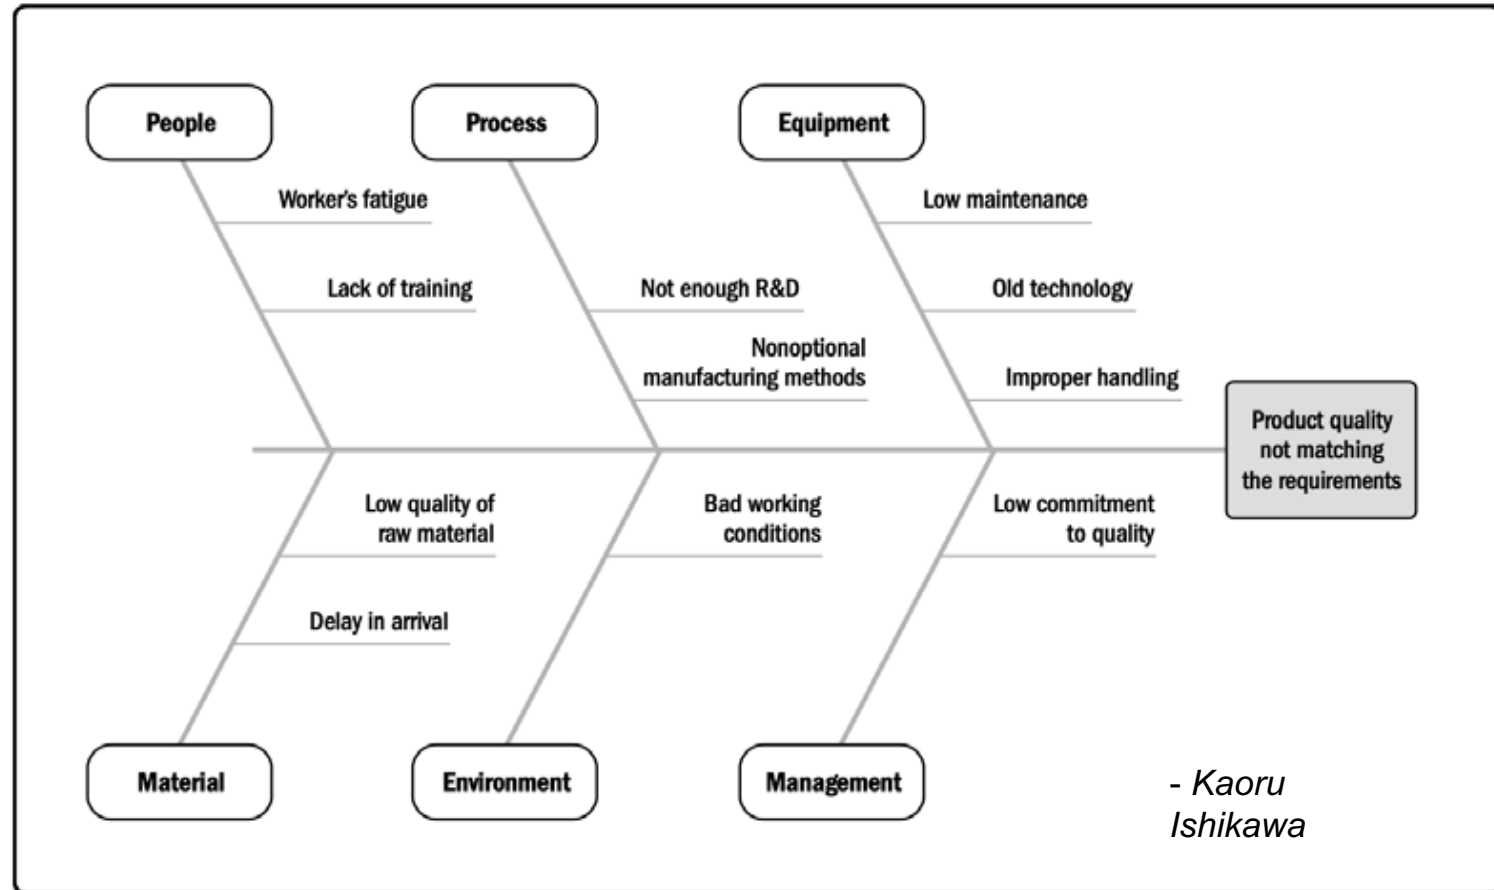 People
Process
Equipment
Worker's fatigue
Low maintenance
Lack of training
Not enough R&D
Old technology
Nonoptional
manufacturing methods
Improper handling
Product quality
not matching
the requirements
Low quality of
raw material
Bad working
conditions
Low commitment
to quality
Delay in arrival
Material
Environment
Management
- Kaoru
Ishikawa